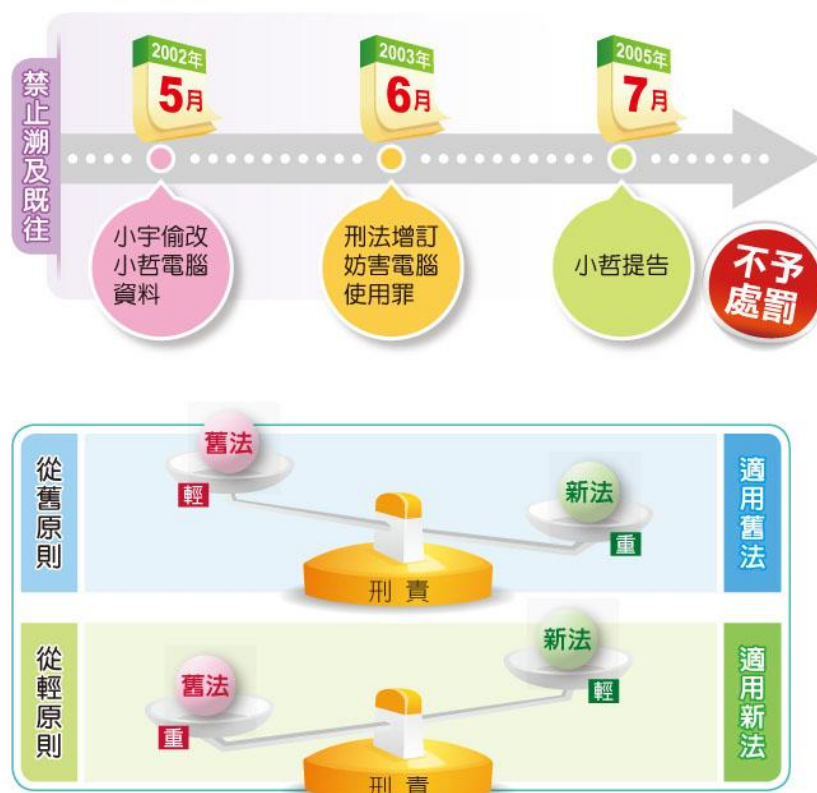 禁止溯及既往
2002年
5月
2003年
6月
2005年
7月
小宇偷改
小哲電腦
資料
刑法增訂
妨害電腦
使用罪
小哲提告
不予
處罰
從舊原則
舊法
輕
新法
重
刑責
適用舊法
從輕原則
舊法
重
新法
輕
刑責
適用新法